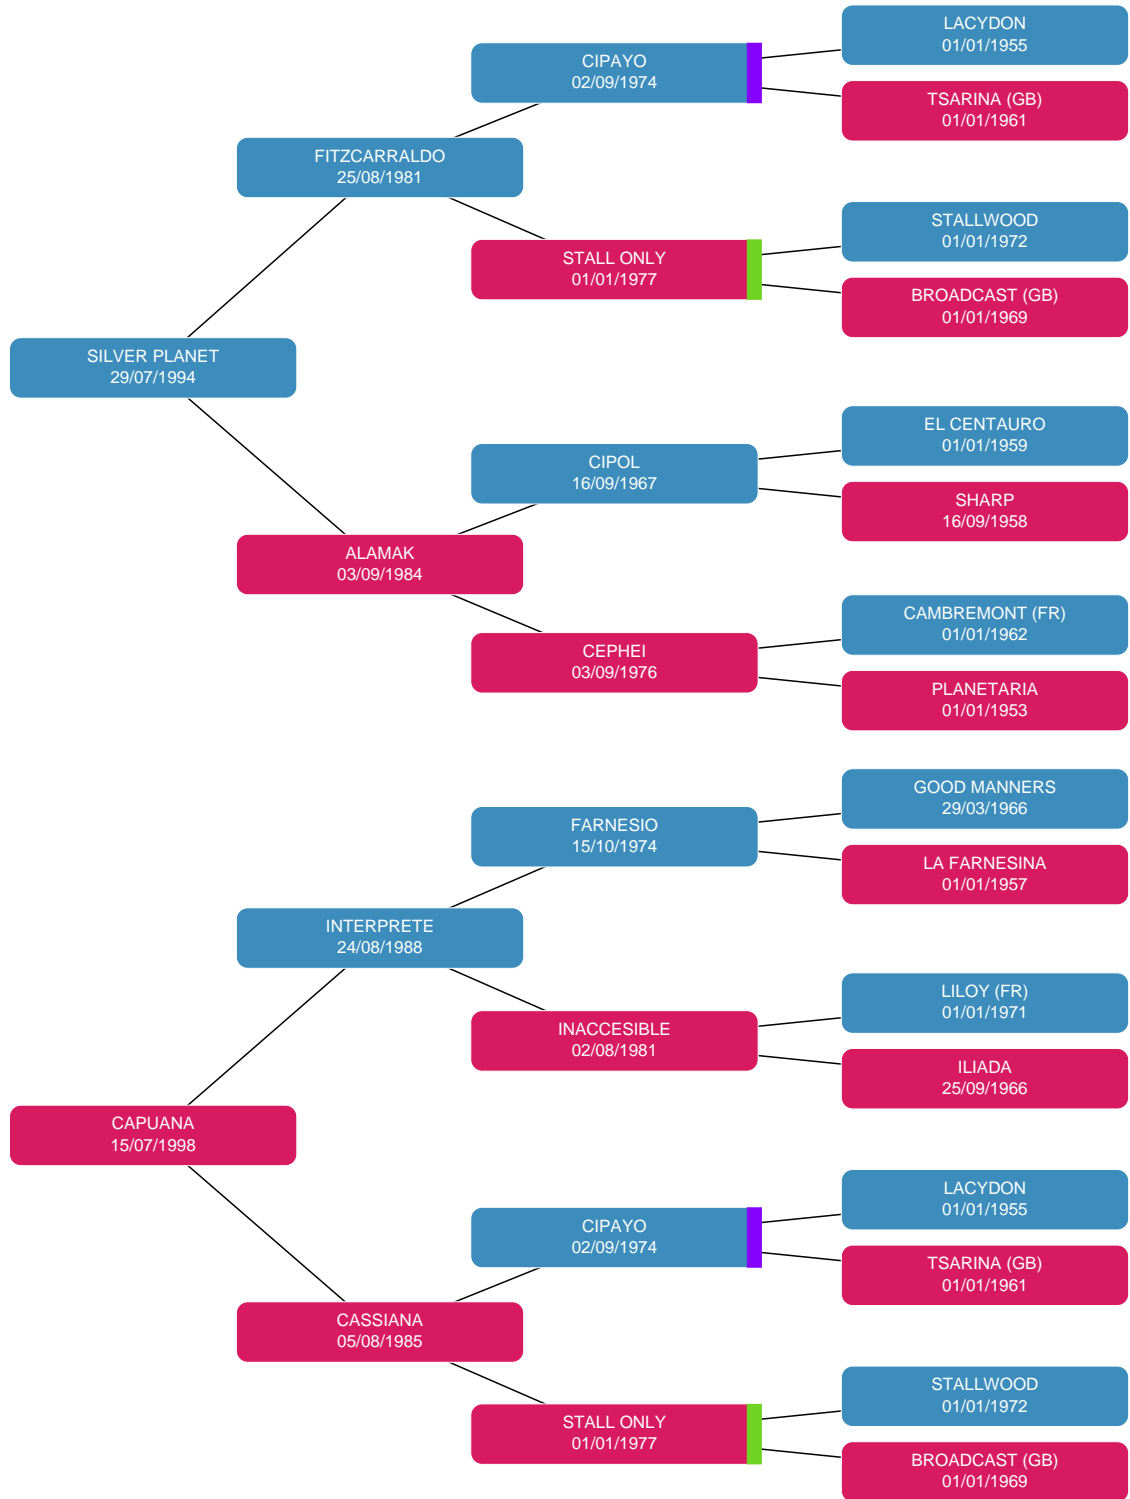 LACYDON
01/01/1955
CIPAYO
02/09/1974
TSARINA (GB)
01/01/1961
FITZCARRALDO
25/08/1981
STALLWOOD
01/01/1972
STALL ONLY
01/01/1977
BROADCAST (GB)
01/01/1969
SILVER PLANET
29/07/1994
EL CENTAURO
01/01/1959
CIPOL
16/09/1967
SHARP
16/09/1958
ALAMAK
03/09/1984
CAMBREMONT (FR)
01/01/1962
CEPHEI
03/09/1976
PLANETARIA
01/01/1953
GOOD MANNERS
29/03/1966
FARNESIO
15/10/1974
LA FARNESINA
01/01/1957
INTERPRETE
24/08/1988
LILOY (FR)
01/01/1971
INACCESIBLE
02/08/1981
ILIADA
25/09/1966
CAPUANA
15/07/1998
LACYDON
01/01/1955
CIPAYO
02/09/1974
TSARINA (GB)
01/01/1961
CASSIANA
05/08/1985
STALLWOOD
01/01/1972
STALL ONLY
01/01/1977
BROADCAST (GB)
01/01/1969